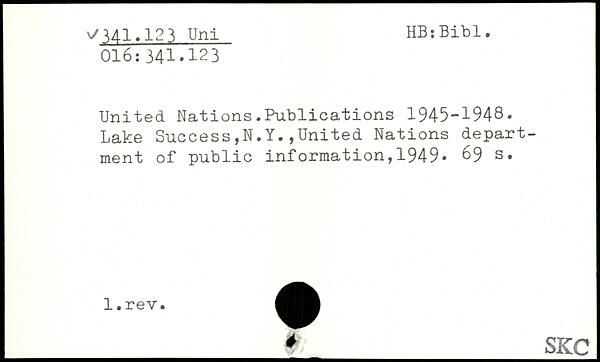 ✓341.123 Uni HB:Bibl.
016:341.123
United Nations.Publications 1945-1948.
Lake Success,N.Y.,United Nations depart-
ment of public information,1949. 69 s.
1.rev.
SKC